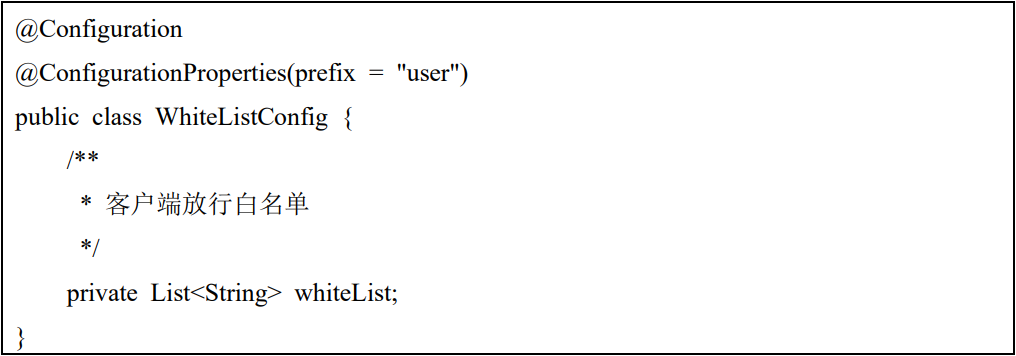 @Configuration
@ConfigurationProperties(prefix = "user")
public class WhiteListConfig {
/**
* 客户端放行白名单
*/
private List<String> whiteList;
}